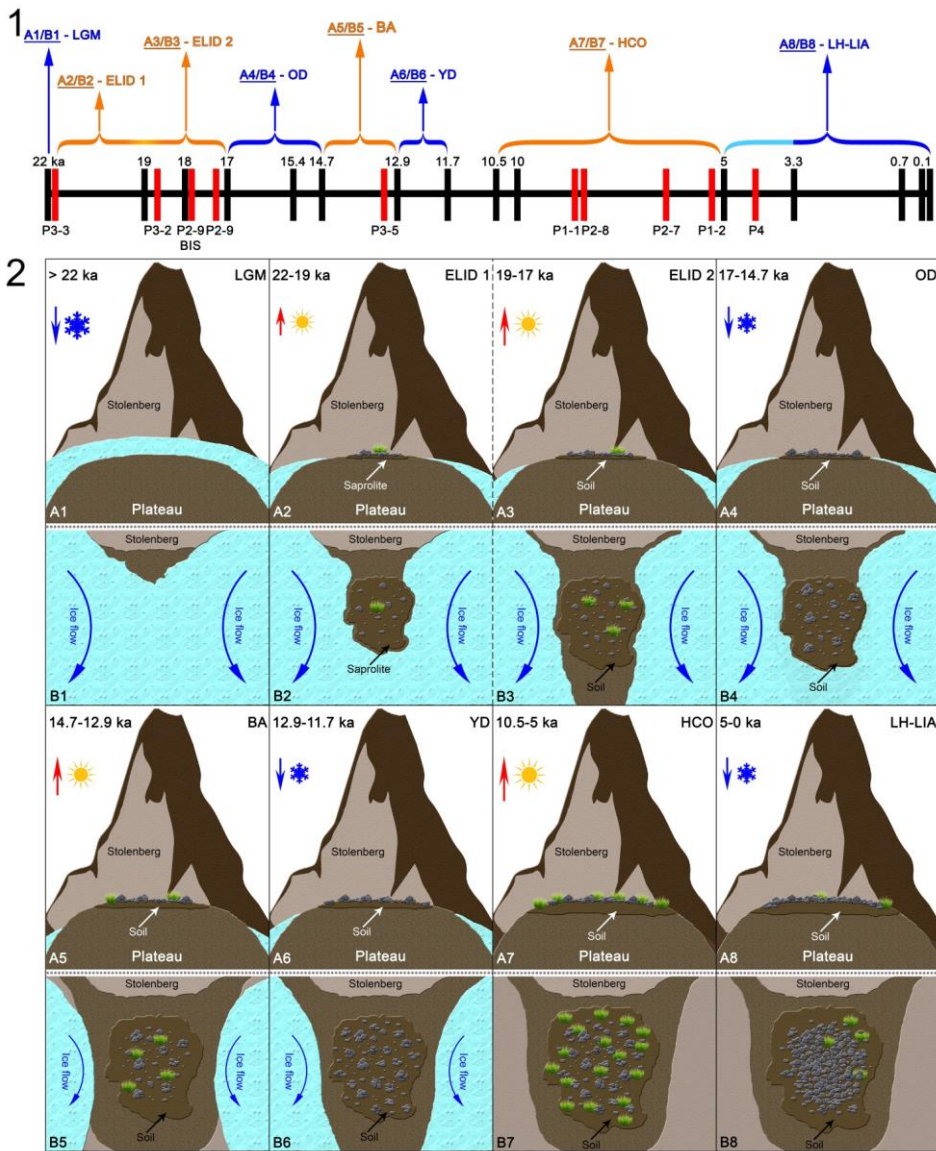 1
A1/B1 - LGM
A2/B2 - ELID 1
A3/B3 - ELID 2
A4/B4 - OD
A5/B5 - BA
A6/B6 - YD
A7/B7 - HCO
A8/B8 - LH-LIA
22 ka 19 18 17 15.4 14.7 12.9 11.7 10.5 10 5 3.3 0.7 0.1
P3-3 P3-2 P2-9 P2-9 P3-5 P1-1 P2-8 P2-7 P1-2 P4
BIS
2
> 22 ka LGM
Stolenberg
Plateau
A1
22-19 ka ELID 1
Stolenberg
Saprolite
Plateau
A2
19-17 ka ELID 2
Stolenberg
Soil
Plateau
A3
17-14.7 ka OD
Stolenberg
Soil
Plateau
A4
Stolenberg
Ice flow
Ice flow
B1
Stolenberg
Ice flow
Ice flow
Saprolite
B2
Stolenberg
Ice flow
Ice flow
Soil
B3
Stolenberg
Ice flow
Ice flow
Soil
B4
14.7-12.9 ka BA
Stolenberg
Soil
Plateau
A5
12.9-11.7 ka YD
Stolenberg
Soil
Plateau
A6
10.5-5 ka HCO
Stolenberg
Soil
Plateau
A7
5-0 ka LH-LIA
Stolenberg
Soil
Plateau
A8
Stolenberg
Ice flow
Ice flow
Soil
B5
Stolenberg
Ice flow
Ice flow
Soil
B6
Stolenberg
Soil
B7
Stolenberg
Soil
B8